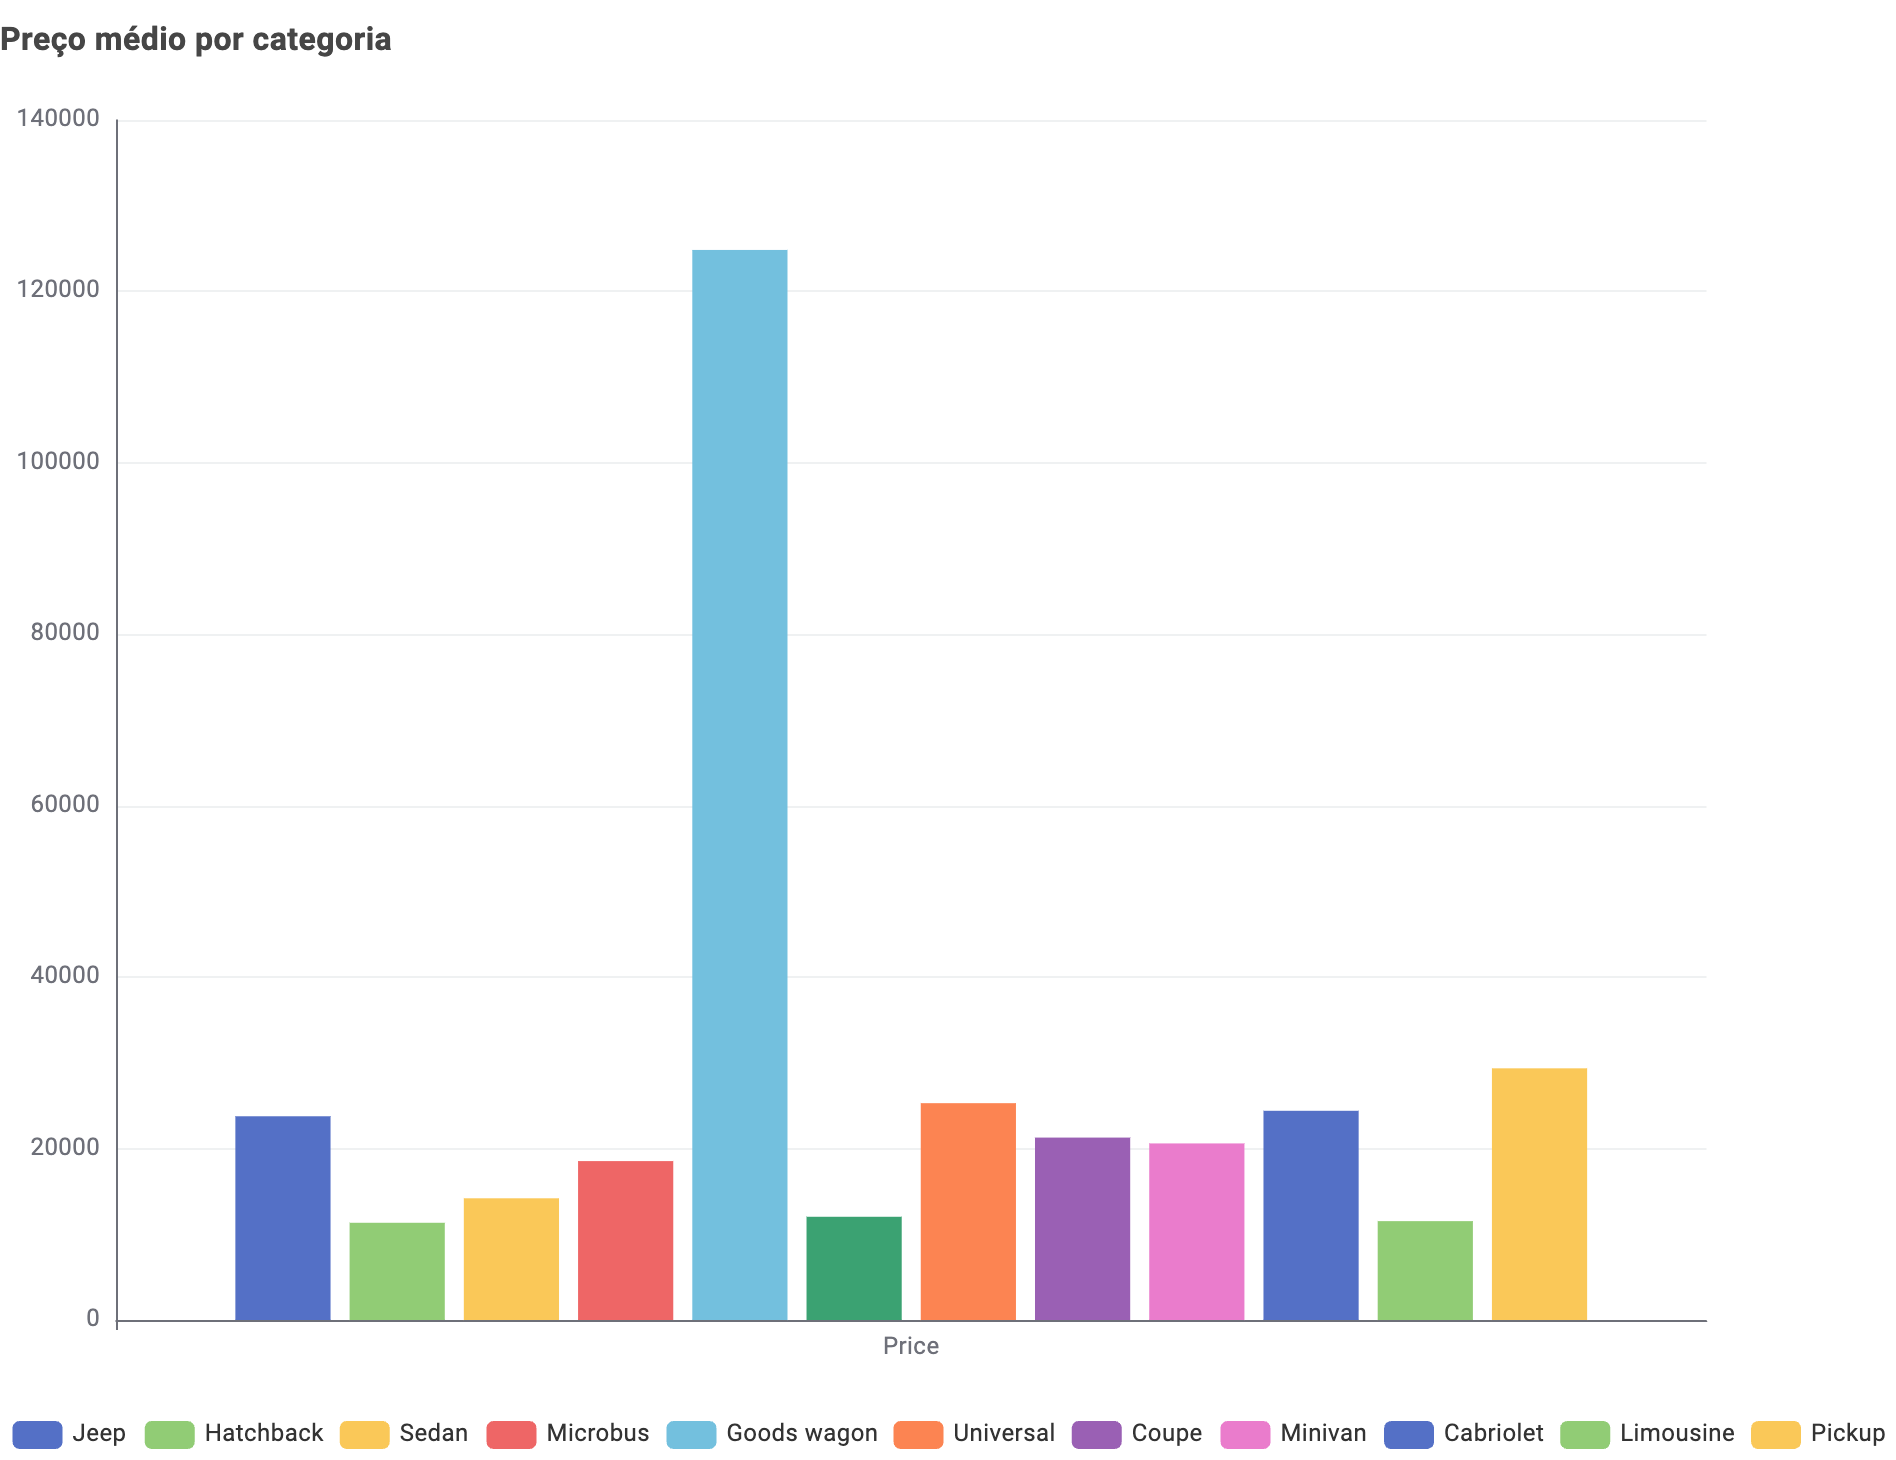 Preço médio por categoria
140000
120000
100000
80000
60000
40000
20000
0
Price
Jeep Hatchback Sedan Microbus Goods wagon Universal Coupe Minivan Cabriolet Limousine Pickup